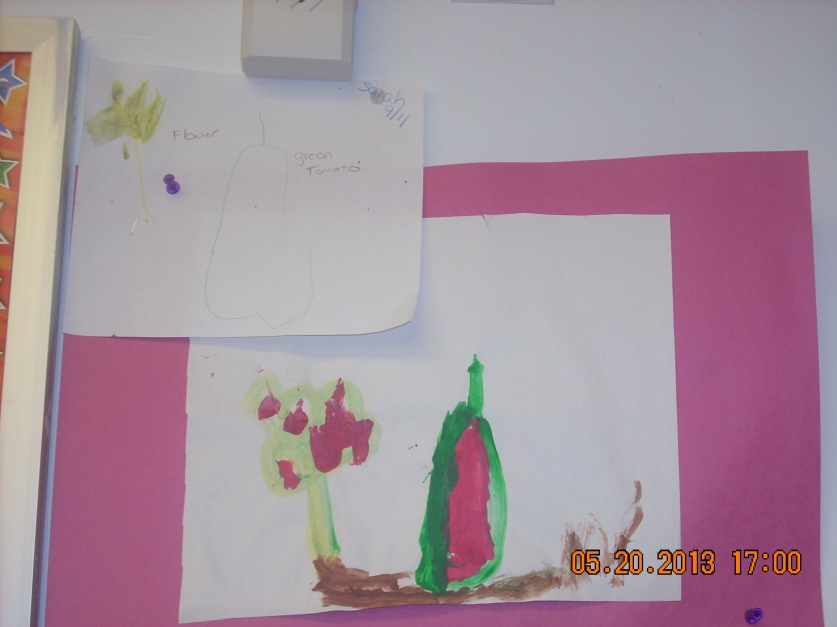 Sarah
9/11
Flower
green
Tomato
05.20.2013 17:00